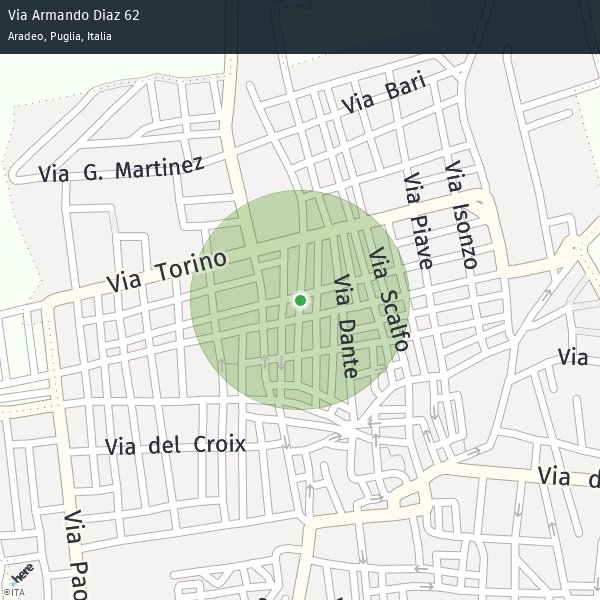 Via Armando Diaz 62
Aradeo, Puglia, Italia
Via Bari
Via G. Martinez
Via Isonzo
Via Piave
Via Torino
Via Scalfo
Via Dante
Via
Via del Croix
Via d
Via Pao
here
©ITA